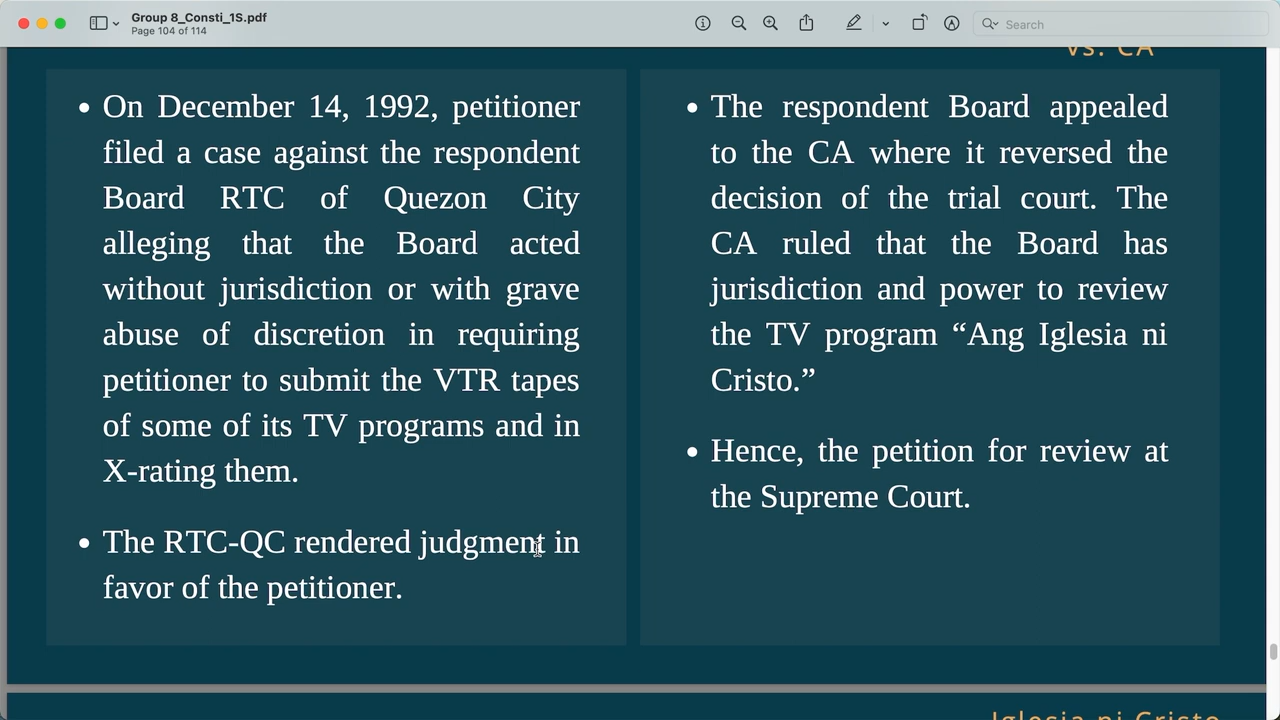 Group 8_Consti_1S.pdf
Page 104 of 114
Search
vs. CA
• On December 14, 1992, petitioner
filed a case against the respondent
Board RTC of Quezon City
alleging that the Board acted
without jurisdiction or with grave
abuse of discretion in requiring
petitioner to submit the VTR tapes
of some of its TV programs and in
X-rating them.
• The RTC-QC rendered judgment in
favor of the petitioner.
• The respondent Board appealed
to the CA where it reversed the
decision of the trial court. The
CA ruled that the Board has
jurisdiction and power to review
the TV program “Ang Iglesia ni
Cristo.”
• Hence, the petition for review at
the Supreme Court.
Iglesia ni Cristo